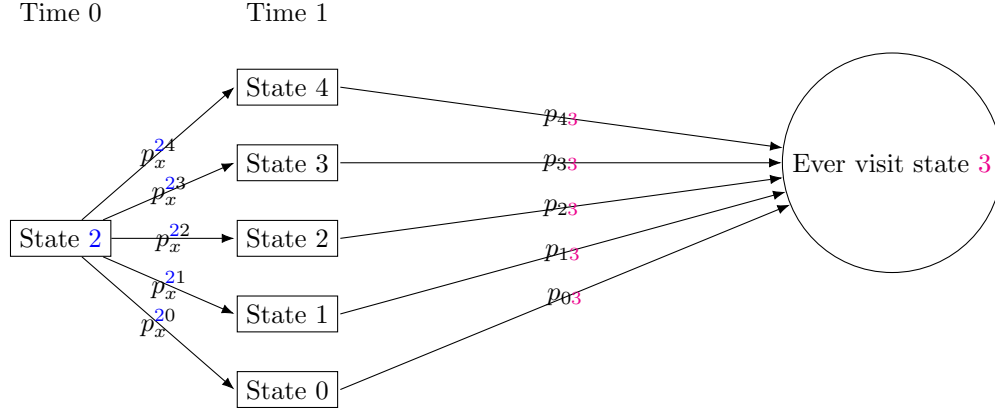 Time 0
Time 1
State 4
State 3
State 2
State 1
State 0
State 2
p_x^{24}
p_x^{23}
p_x^{22}
p_x^{21}
p_x^{20}
p_{43}
p_{33}
p_{23}
p_{13}
p_{03}
Ever visit state 3